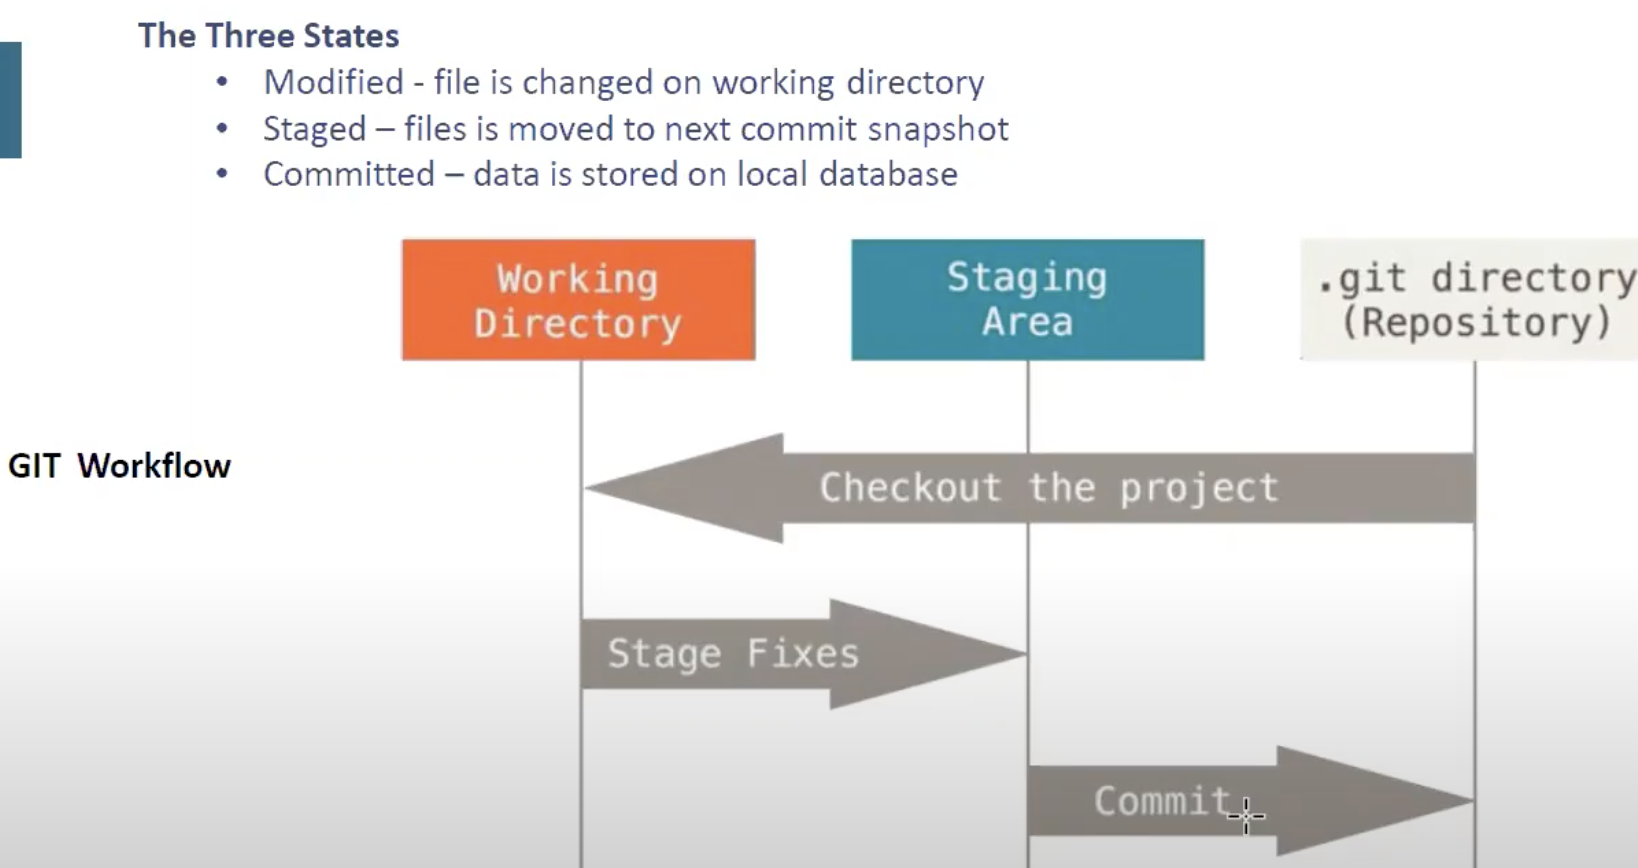 The Three States
• Modified - file is changed on working directory
• Staged – files is moved to next commit snapshot
• Committed – data is stored on local database
Working
Directory
Staging
Area
.git directory
(Repository)
GIT Workflow
Checkout the project
Stage Fixes
Commit